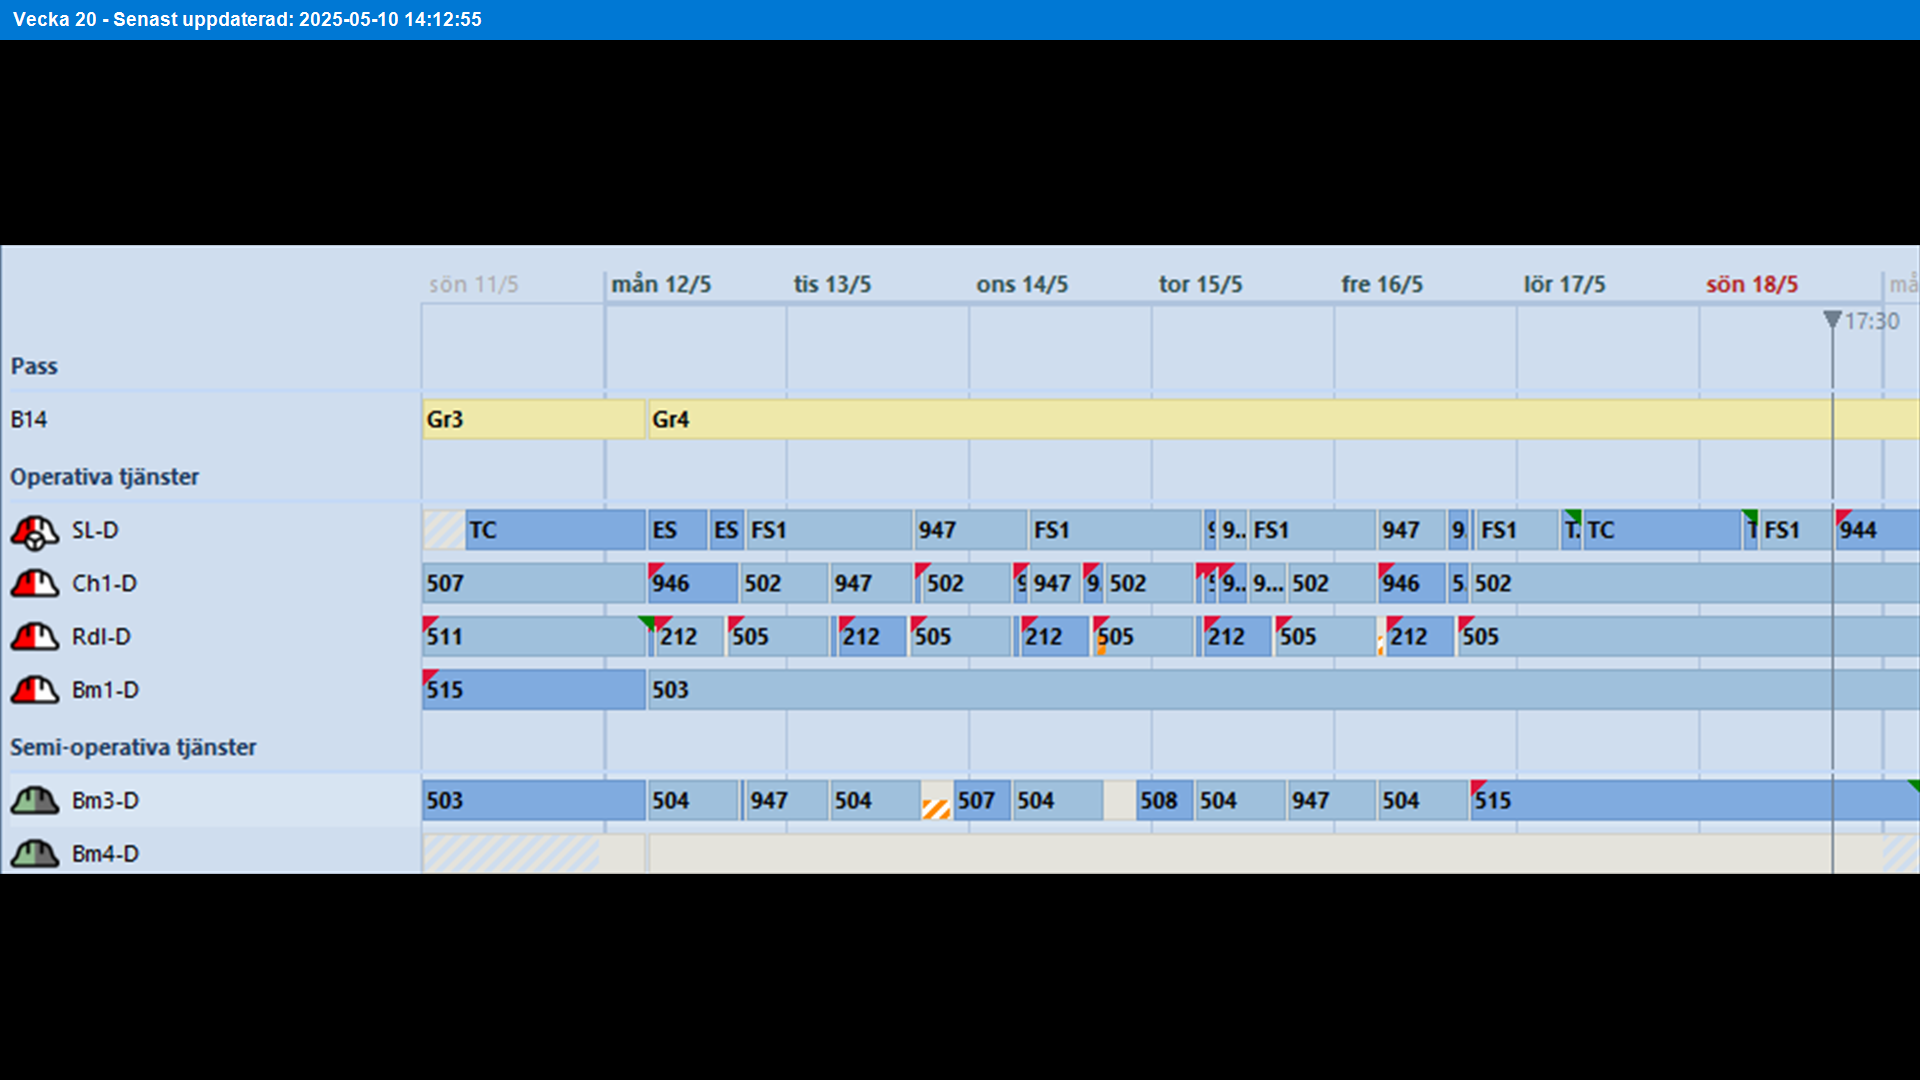 Vecka 20 - Senast uppdaterad: 2025-05-10 14:12:55
sön 11/5 mån 12/5 tis 13/5 ons 14/5 tor 15/5 fre 16/5 lör 17/5 sön 18/5 må
17:30
Pass
B14 Gr3 Gr4
Operativa tjänster
SL-D TC ES ES FS1 947 FS1 9.. FS1 947 9. FS1 T. TC T FS1 944
Ch1-D 507 946 502 947 502 947 9. 502 9.. 9... 502 946 5. 502
Rdl-D 511 212 505 212 505 212 505 212 505 212 505
Bm1-D 515 503
Semi-operativa tjänster
Bm3-D 503 504 947 504 507 504 508 504 947 504 515
Bm4-D